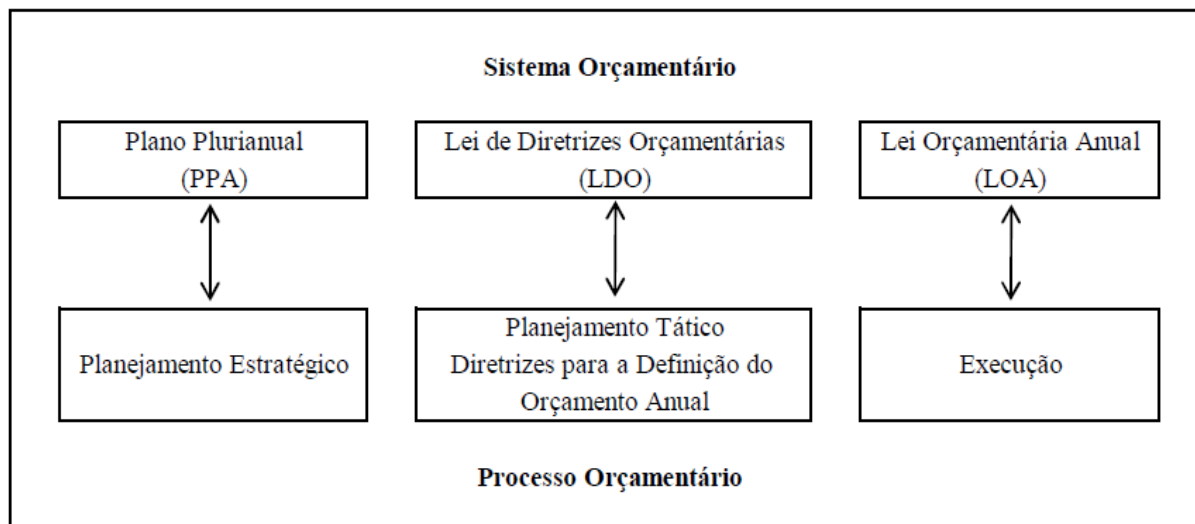 Sistema Orçamentário
Plano Plurianual
(PPA)
Lei de Diretrizes Orçamentárias
(LDO)
Lei Orçamentária Anual
(LOA)
Planejamento Estratégico
Planejamento Tático
Diretrizes para a Definição do
Orçamento Anual
Execução
Processo Orçamentário